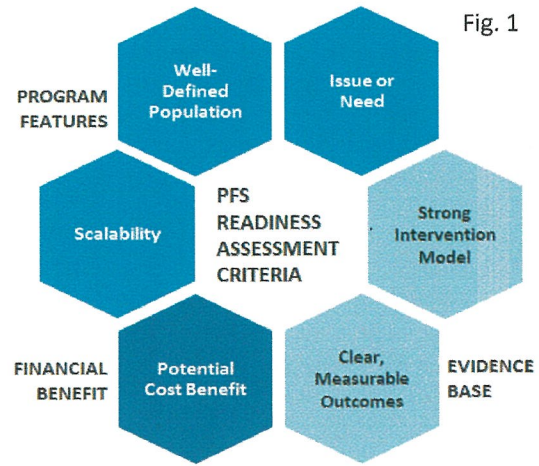 Fig. 1
Well-
Defined
Population
Issue or
Need
PROGRAM
FEATURES
Scalability
PFS
READINESS
ASSESSMENT
CRITERIA
Strong
Intervention
Model
FINANCIAL
BENEFIT
Potential
Cost Benefit
Clear,
Measurable
Outcomes
EVIDENCE
BASE